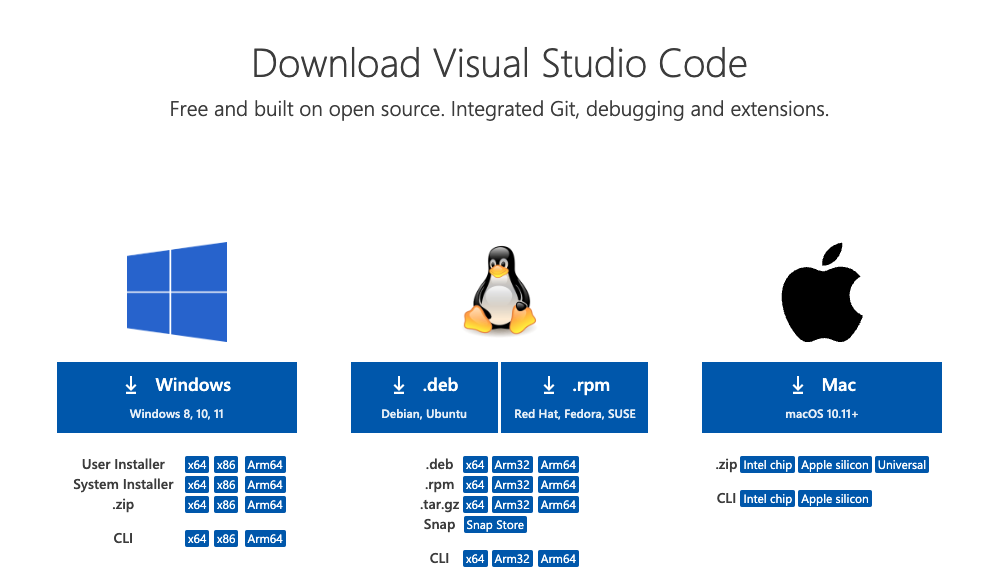 Download Visual Studio Code
Free and built on open source. Integrated Git, debugging and extensions.
Windows
Windows 8, 10, 11
User Installer x64 x86 Arm64
System Installer x64 x86 Arm64
.zip x64 x86 Arm64
CLI x64 x86 Arm64
.deb
Debian, Ubuntu
.rpm
Red Hat, Fedora, SUSE
.deb x64 Arm32 Arm64
.rpm x64 Arm32 Arm64
.tar.gz x64 Arm32 Arm64
Snap Snap Store
CLI x64 Arm32 Arm64
Mac
macOS 10.11+
.zip Intel chip Apple silicon Universal
CLI Intel chip Apple silicon